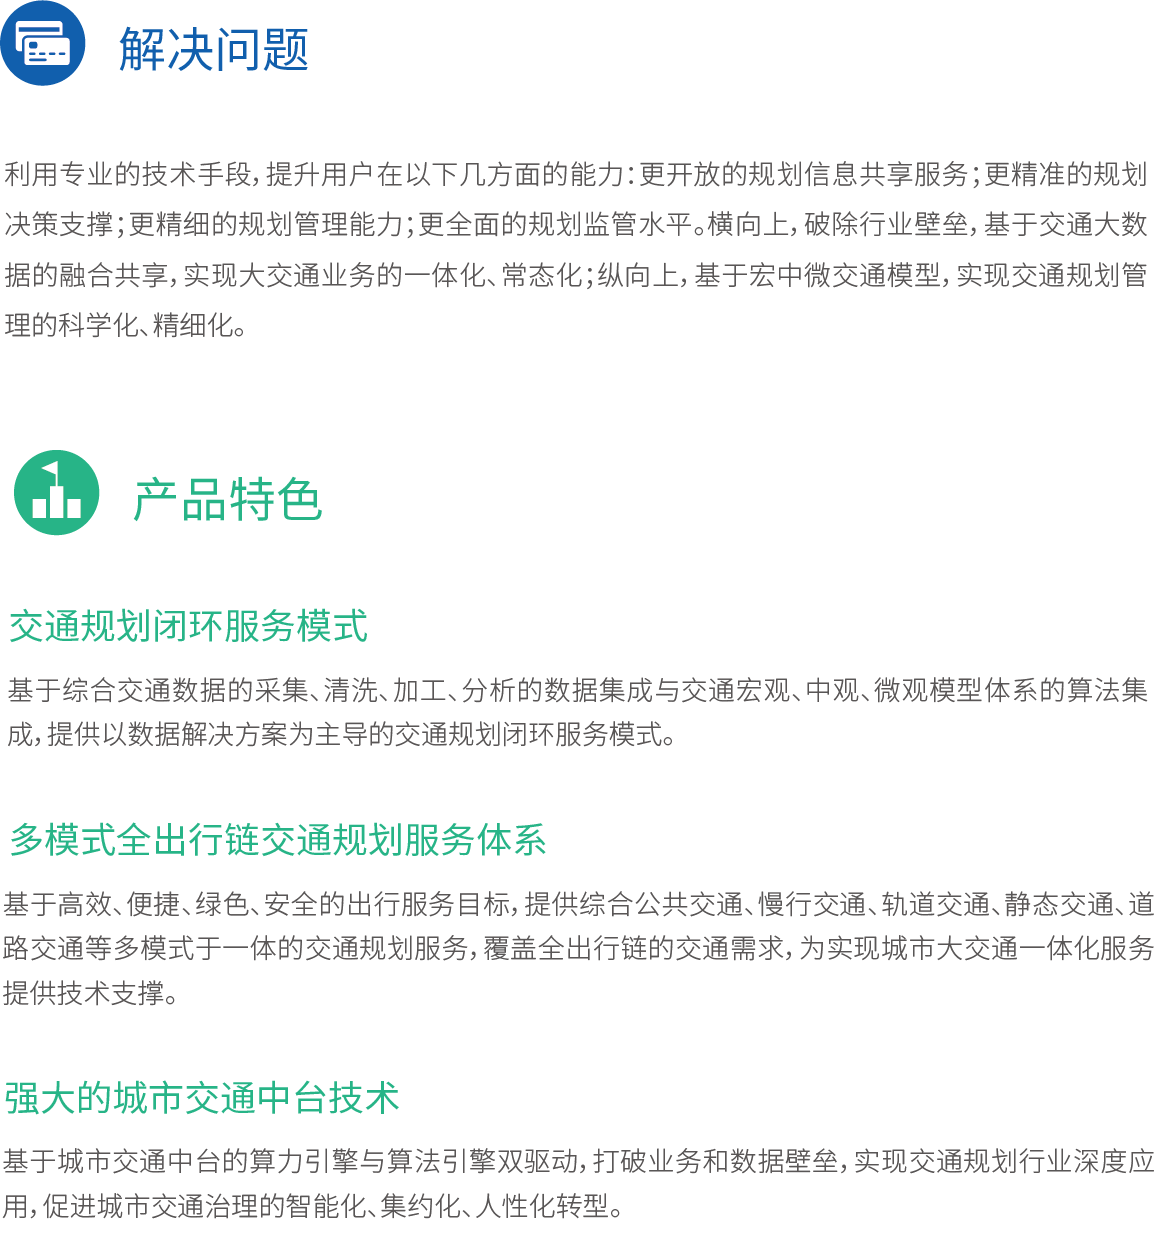 解决问题
利用专业的技术手段，提升用户在以下几方面的能力：更开放的规划信息共享服务；更精准的规划
决策支撑；更精细的规划管理能力；更全面的规划监管水平。横向上，破除行业壁垒，基于交通大数
据的融合共享，实现大交通业务的一体化、常态化；纵向上，基于宏中微交通模型，实现交通规划管
理的科学化、精细化。
产品特色
交通规划闭环服务模式
基于综合交通数据的采集、清洗、加工、分析的数据集成与交通宏观、中观、微观模型体系的算法集
成，提供以数据解决方案为主导的交通规划闭环服务模式。
多模式全出行链交通规划服务体系
基于高效、便捷、绿色、安全的出行服务目标，提供综合公共交通、慢行交通、轨道交通、静态交通、道
路交通等多模式于一体的交通规划服务，覆盖全出行链的交通需求，为实现城市大交通一体化服务
提供技术支撑。
强大的城市交通中台技术
基于城市交通中台的算力引擎与算法引擎双驱动，打破业务和数据壁垒，实现交通规划行业深度应
用，促进城市交通治理的智能化、集约化、人性化转型。